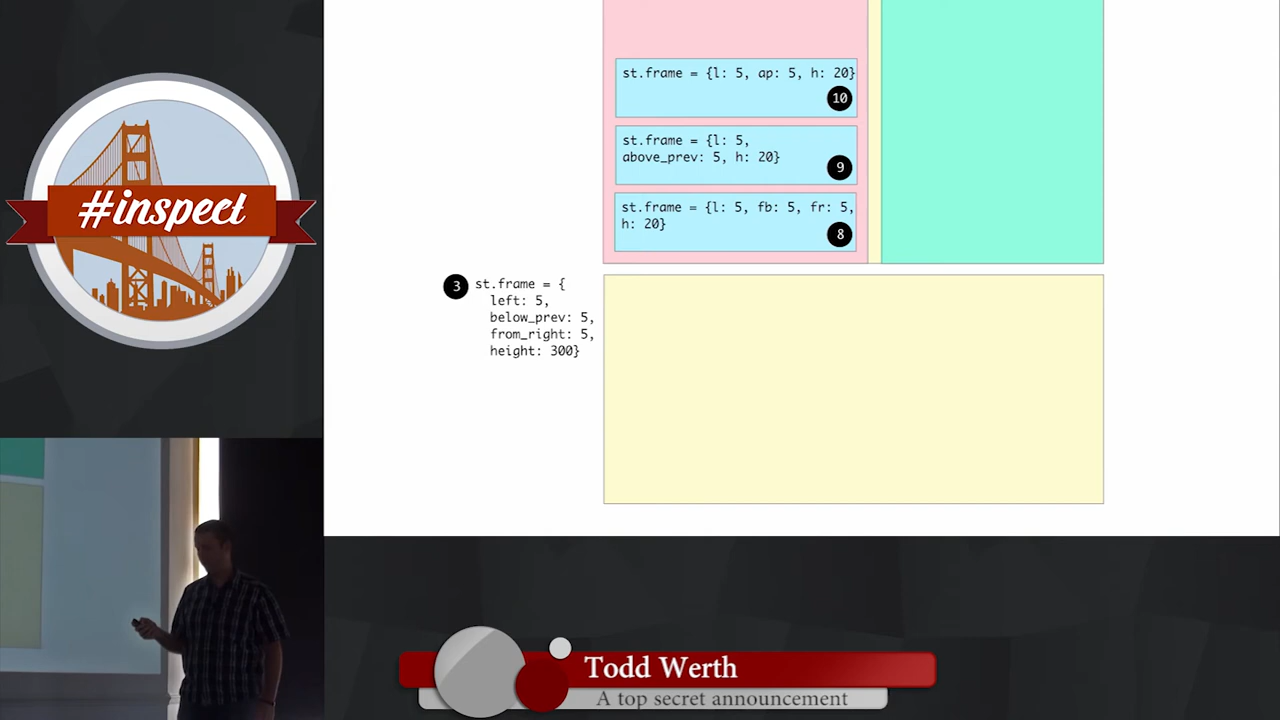 #inspect
st.frame = {l: 5, ap: 5, h: 20}
10
st.frame = {l: 5,
above_prev: 5, h: 20}
9
st.frame = {l: 5, fb: 5, fr: 5,
h: 20}
8
3
st.frame = {
left: 5,
below_prev: 5,
from_right: 5,
height: 300}
Todd Werth
A top secret announcement